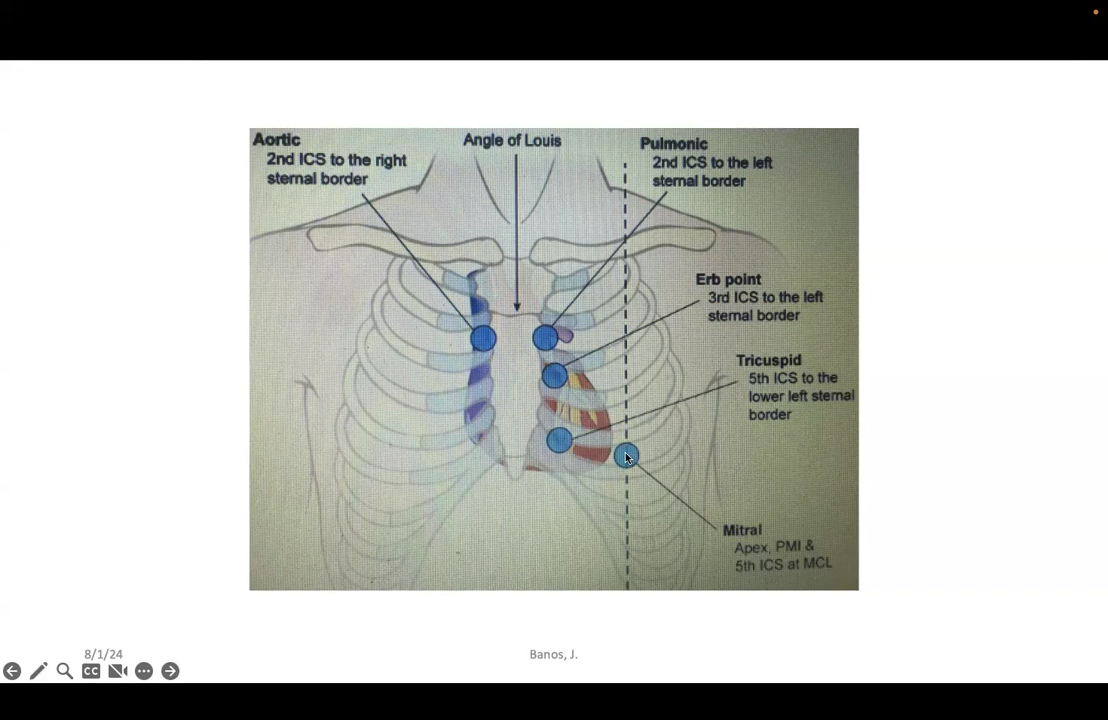 Aortic
2nd ICS to the right
sternal border
Angle of Louis
Pulmonic
2nd ICS to the left
sternal border
Erb point
3rd ICS to the left
sternal border
Tricuspid
5th ICS to the
lower left sternal
border
Mitral
Apex, PMI &
5th ICS at MCL
8/1/24
Banos, J.
CC